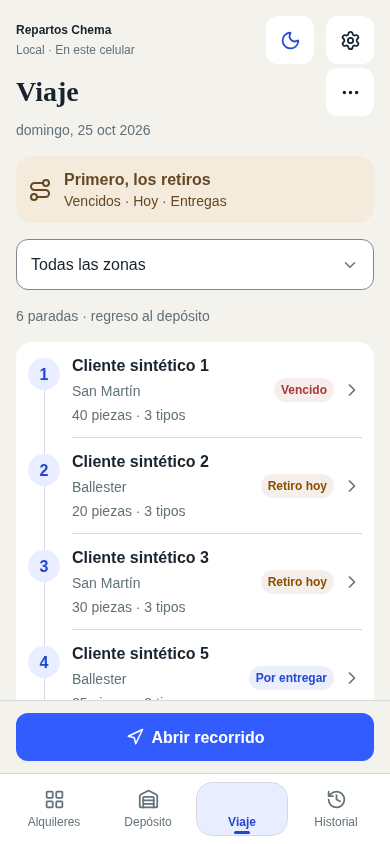 Repartos Chema
Local · En este celular
Viaje
domingo, 25 oct 2026
Primero, los retiros
Vencidos · Hoy · Entregas
Todas las zonas
6 paradas · regreso al depósito
1
Cliente sintético 1
San Martín
Vencido
40 piezas · 3 tipos
2
Cliente sintético 2
Ballester
Retiro hoy
20 piezas · 3 tipos
3
Cliente sintético 3
San Martín
Retiro hoy
30 piezas · 3 tipos
4
Cliente sintético 5
Ballester
Por entregar
Abrir recorrido
Alquileres
Depósito
Viaje
Historial